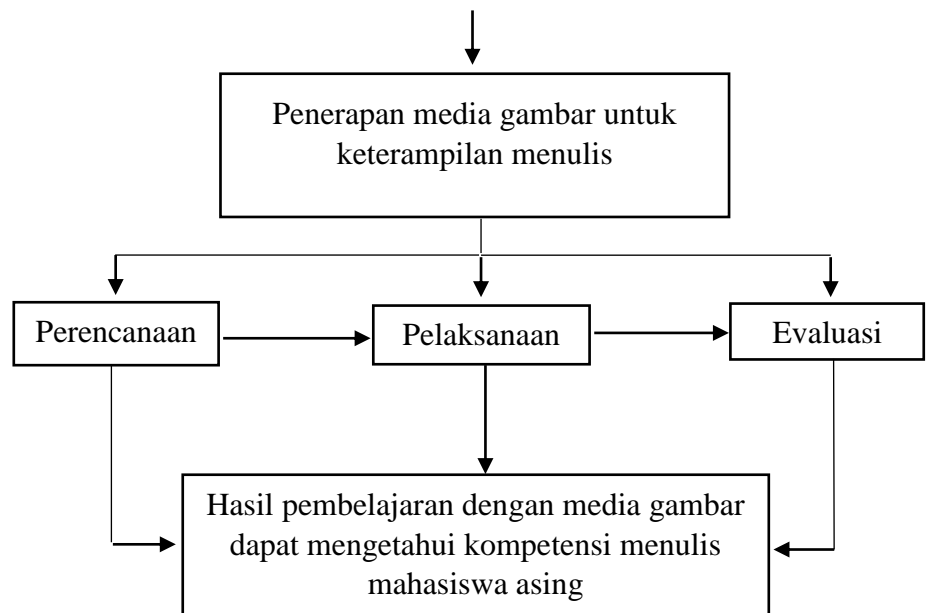 Penerapan media gambar untuk
keterampilan menulis
Perencanaan
Pelaksanaan
Evaluasi
Hasil pembelajaran dengan media gambar
dapat mengetahui kompetensi menulis
mahasiswa asing